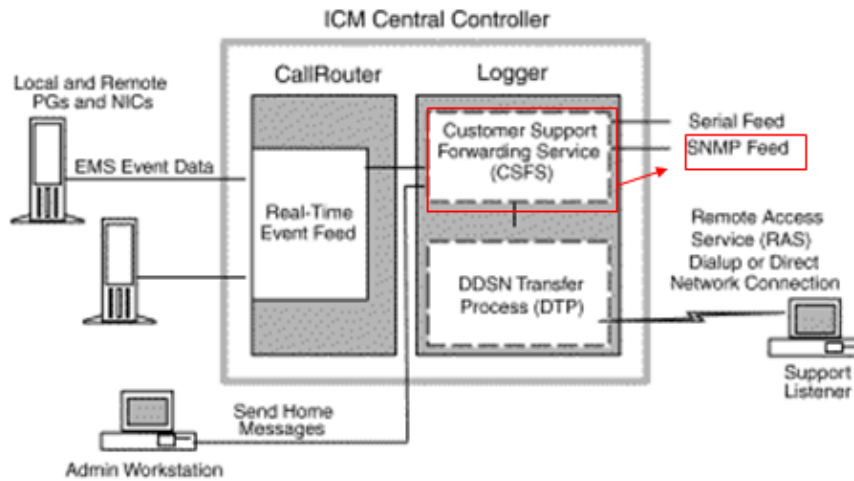 ICM Central Controller
CallRouter
Logger
Local and Remote
PGs and NICs
EMS Event Data
Real-Time
Event Feed
Customer Support
Forwarding Service
(CSFS)
Serial Feed
SNMP Feed
DDSN Transfer
Process (DTP)
Remote Access
Service (RAS)
Dialup or Direct
Network Connection
Support
Listener
Send Home
Messages
Admin Workstation